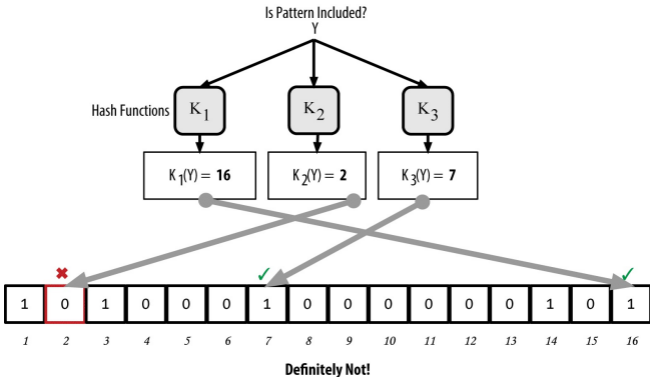 Is Pattern Included?
Y
Hash Functions K1 K2 K3
K1(Y) = 16 K2(Y) = 2 K3(Y) = 7
✖ ✓ ✓
1 0 1 0 0 0 1 0 0 0 0 0 0 1 0 1
1 2 3 4 5 6 7 8 9 10 11 12 13 14 15 16
Definitely Not!